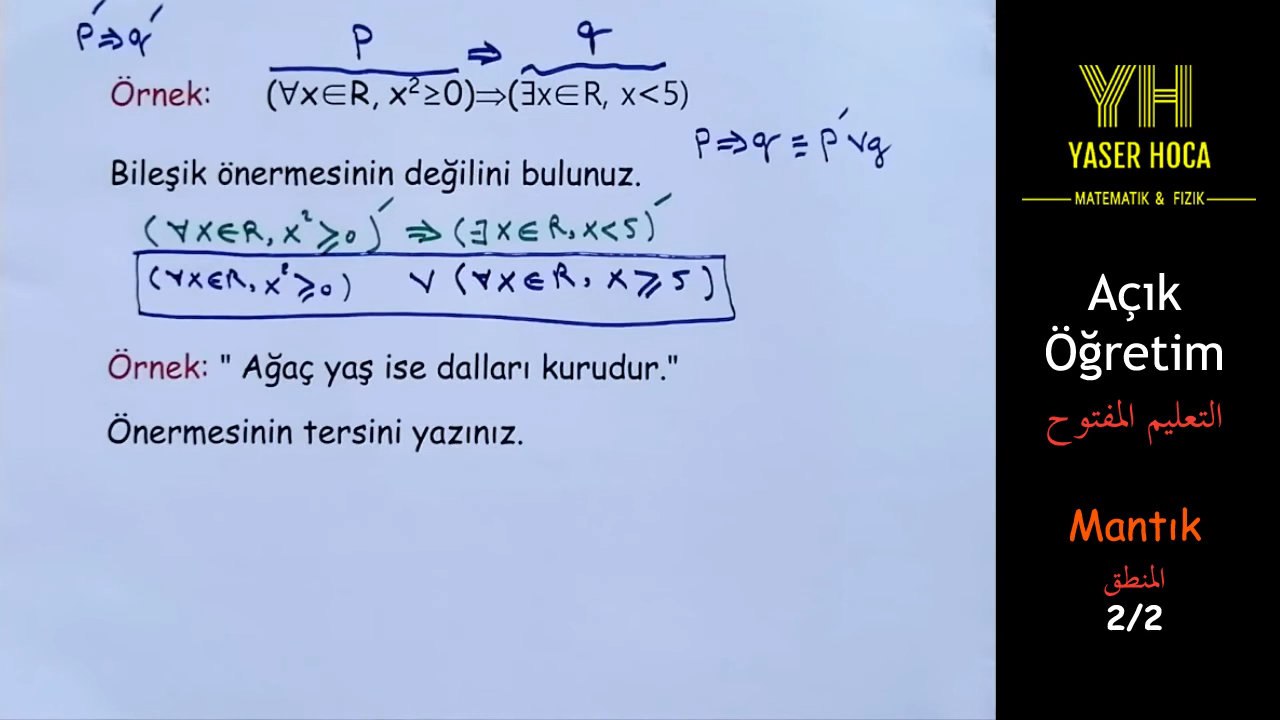 p′⇒q′
p ⇒ q
Örnek: (∀x∈R, x²≥0)⇒(∃x∈R, x<5)
p⇒q ≡ p′∨q
Bileşik önermesinin değilini bulunuz.
(∀x∈R, x²≥0)′ ⇒ (∃x∈R, x<5)′
(∀x∈R, x²≥0) ∨ (∀x∈R, x≥5)
Örnek: " Ağaç yaş ise dalları kurudur."
Önermesinin tersini yazınız.
YH
YASER HOCA
MATEMATIK & FIZIK
Açık
Öğretim
التعليم المفتوح
Mantık
المنطق
2/2